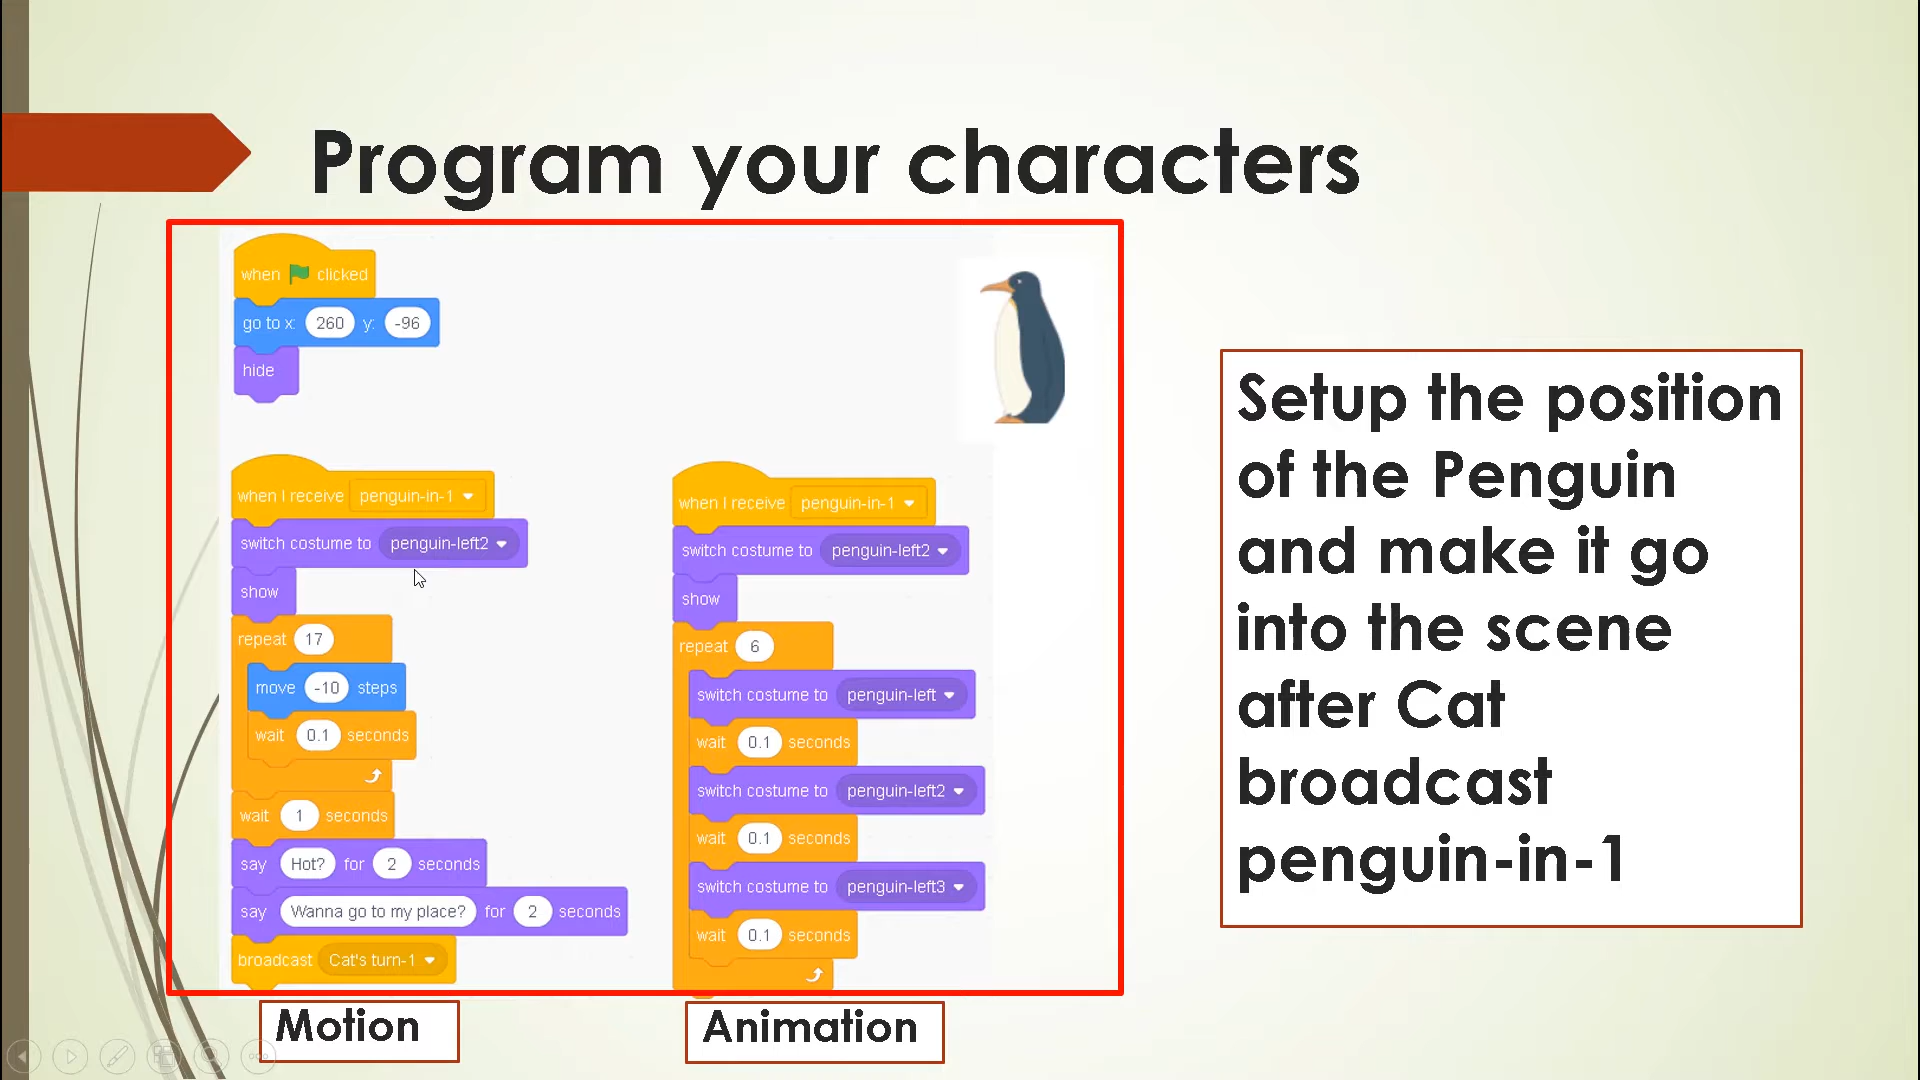 Program your characters
when clicked
go to x: 260 y: -96
hide
when I receive penguin-in-1
switch costume to penguin-left2
show
repeat 17
move -10 steps
wait 0.1 seconds
wait 1 seconds
say Hot? for 2 seconds
say Wanna go to my place? for 2 seconds
broadcast Cat's turn-1
when I receive penguin-in-1
switch costume to penguin-left2
show
repeat 6
switch costume to penguin-left
wait 0.1 seconds
switch costume to penguin-left2
wait 0.1 seconds
switch costume to penguin-left3
wait 0.1 seconds
Motion
Animation
Setup the position
of the Penguin
and make it go
into the scene
after Cat
broadcast
penguin-in-1